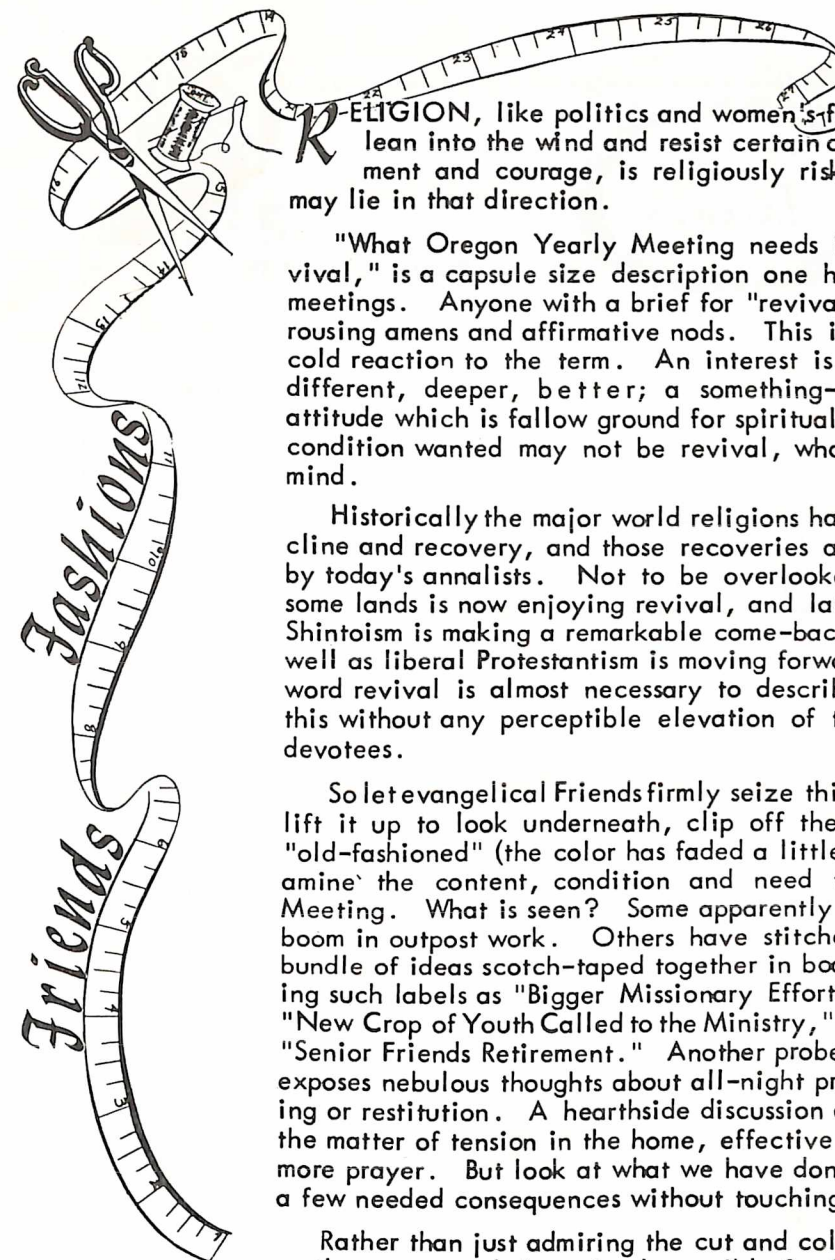 Fashions
Friends
RELIGION, like politics and women's f
lean into the wind and resist certain
ment and courage, is religiously risk
may lie in that direction.
"What Oregon Yearly Meeting needs
vival," is a capsule size description one h
meetings. Anyone with a brief for "reviva
rousing amens and affirmative nods. This i
cold reaction to the term. An interest is
different, deeper, better; a something-
attitude which is fallow ground for spiritual
condition wanted may not be revival, who
mind.
Historically the major world religions ha
cline and recovery, and those recoveries a
by today's annalists. Not to be overlook
some lands is now enjoying revival, and la
Shintoism is making a remarkable come-bac
well as liberal Protestantism is moving forw
word revival is almost necessary to descri
this without any perceptible elevation of
devotees.
So let evangelical Friends firmly seize thi
lift it up to look underneath, clip off the
"old-fashioned" (the color has faded a little
amine the content, condition and need
Meeting. What is seen? Some apparently
boom in outpost work. Others have stitch
bundle of ideas scotch-taped together in bo
ing such labels as "Bigger Missionary Effort
"New Crop of Youth Called to the Ministry,"
"Senior Friends Retirement." Another probe
exposes nebulous thoughts about all-night pr
ing or restitution. A hearthside discussion
the matter of tension in the home, effective
more prayer. But look at what we have don
a few needed consequences without touching
Rather than just admiring the cut and col